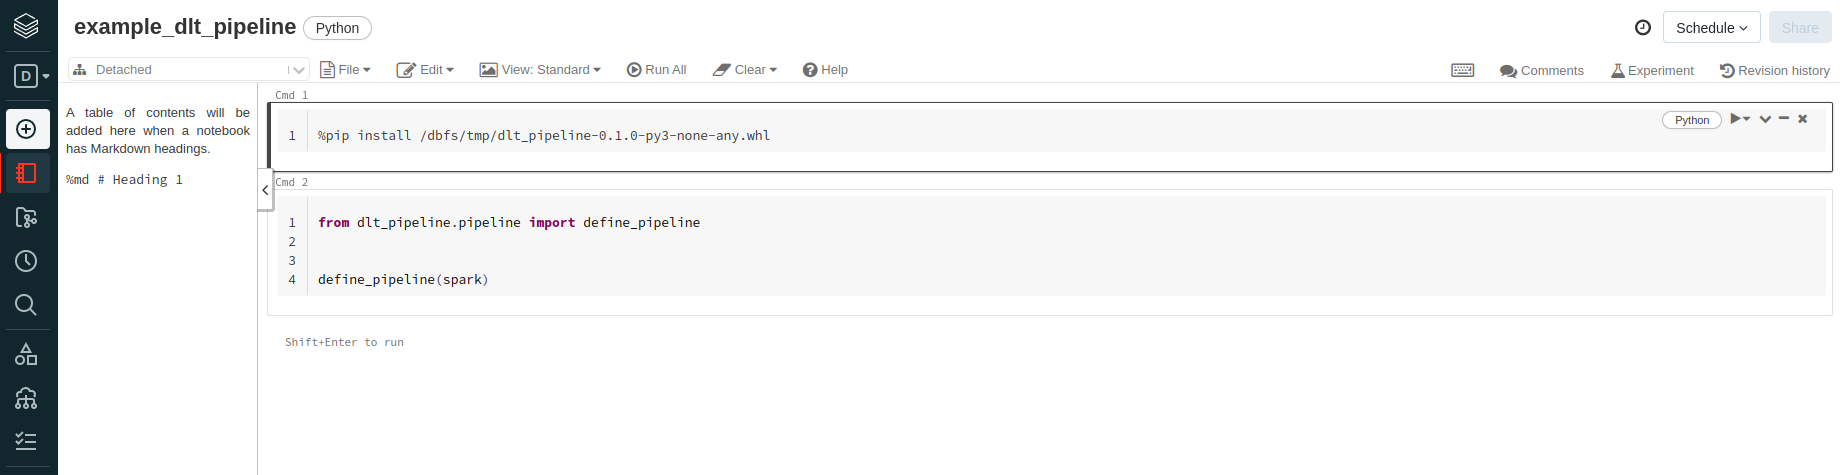 example_dlt_pipeline Python
Schedule Share
D
Detached File Edit View: Standard Run All Clear Help Comments Experiment Revision history
A table of contents will be
added here when a notebook
has Markdown headings.
%md # Heading 1
Cmd 1
1 %pip install /dbfs/tmp/dlt_pipeline-0.1.0-py3-none-any.whl
Python
Cmd 2
1 from dlt_pipeline.pipeline import define_pipeline
2
3
4 define_pipeline(spark)
Shift+Enter to run